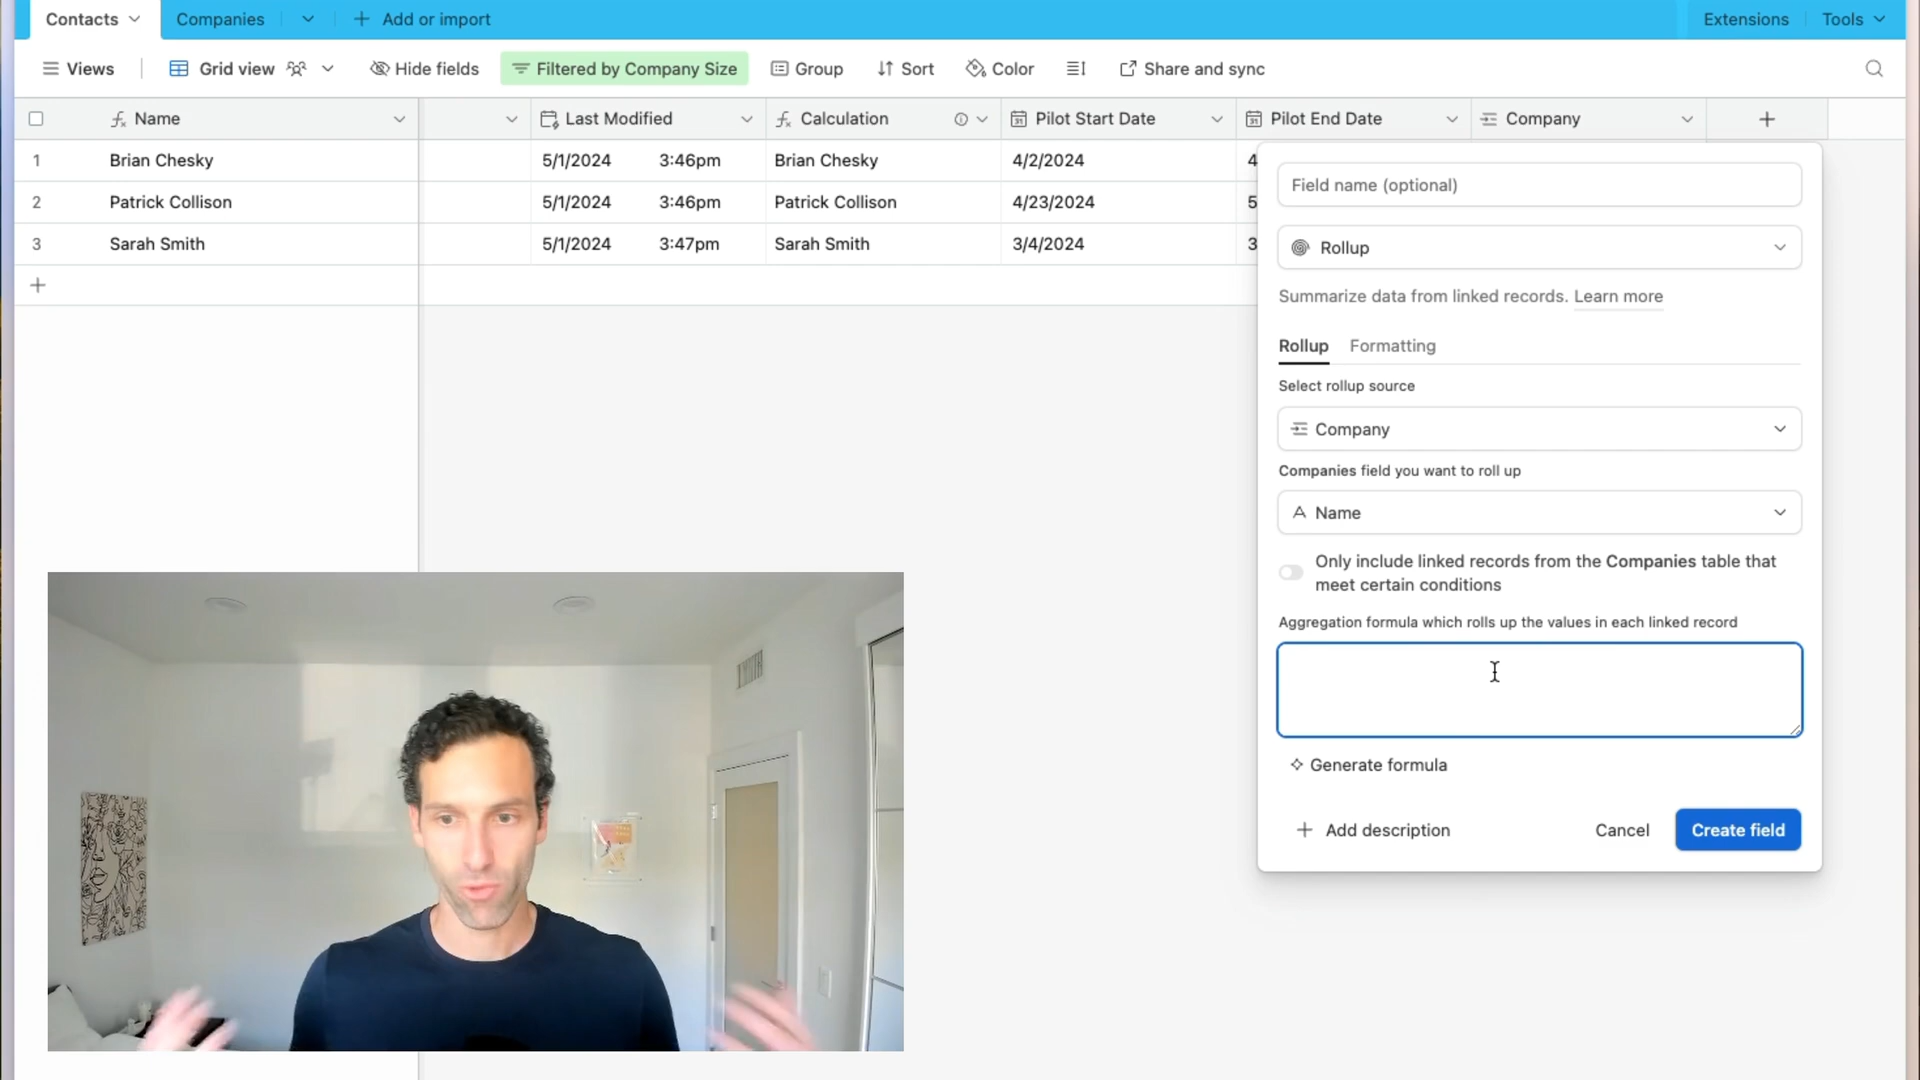 Contacts
Companies
Add or import
Extensions
Tools
Views
Grid view
Hide fields
Filtered by Company Size
Group
Sort
Color
Share and sync
Name
Last Modified
Calculation
Pilot Start Date
Pilot End Date
Company
1 Brian Chesky 5/1/2024 3:46pm Brian Chesky 4/2/2024 4
2 Patrick Collison 5/1/2024 3:46pm Patrick Collison 4/23/2024 5
3 Sarah Smith 5/1/2024 3:47pm Sarah Smith 3/4/2024 3
Field name (optional)
Rollup
Summarize data from linked records. Learn more
Rollup Formatting
Select rollup source
Company
Companies field you want to roll up
Name
Only include linked records from the Companies table that
meet certain conditions
Aggregation formula which rolls up the values in each linked record
Generate formula
Add description
Cancel
Create field